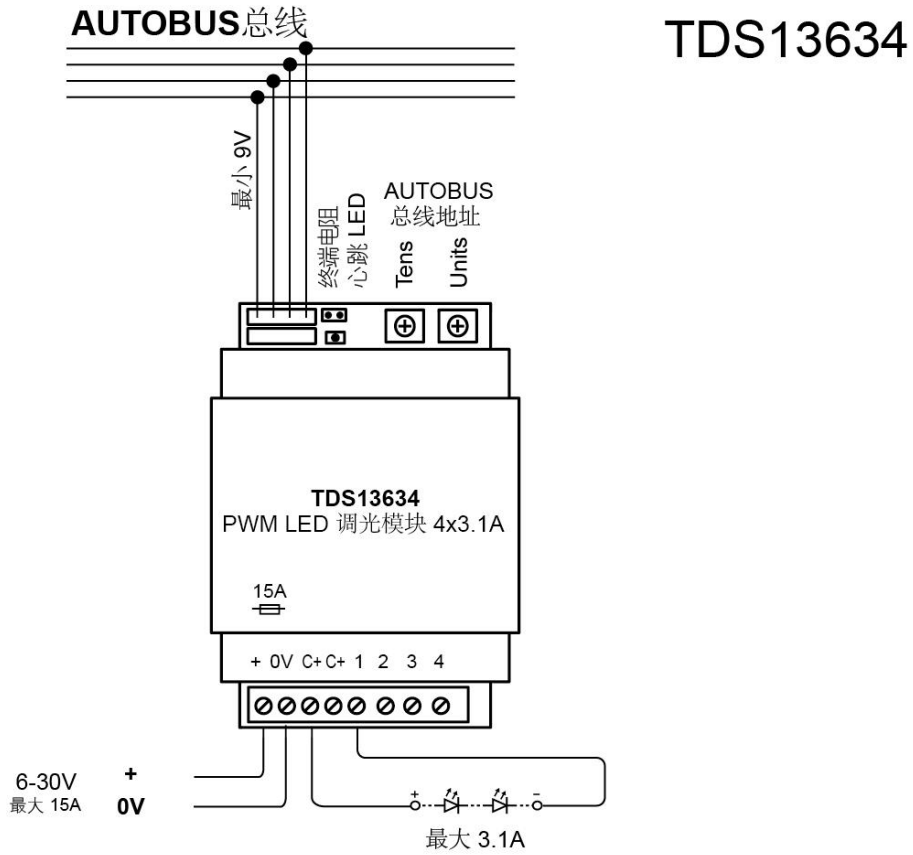 AUTOBUS总线
TDS13634
最小 9V
终端电阻
心跳 LED
AUTOBUS
总线地址
Tens
Units
TDS13634
PWM LED 调光模块 4x3.1A
15A
+ 0V C+ C+ 1 2 3 4
6-30V +
最大 15A 0V
+ -
最大 3.1A